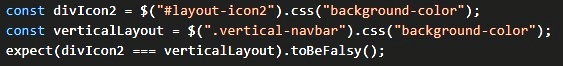 const divIcon2 = $("#layout-icon2").css("background-color");
const verticalLayout = $(".vertical-navbar").css("background-color");
expect(divIcon2 === verticalLayout).toBeFalsy();